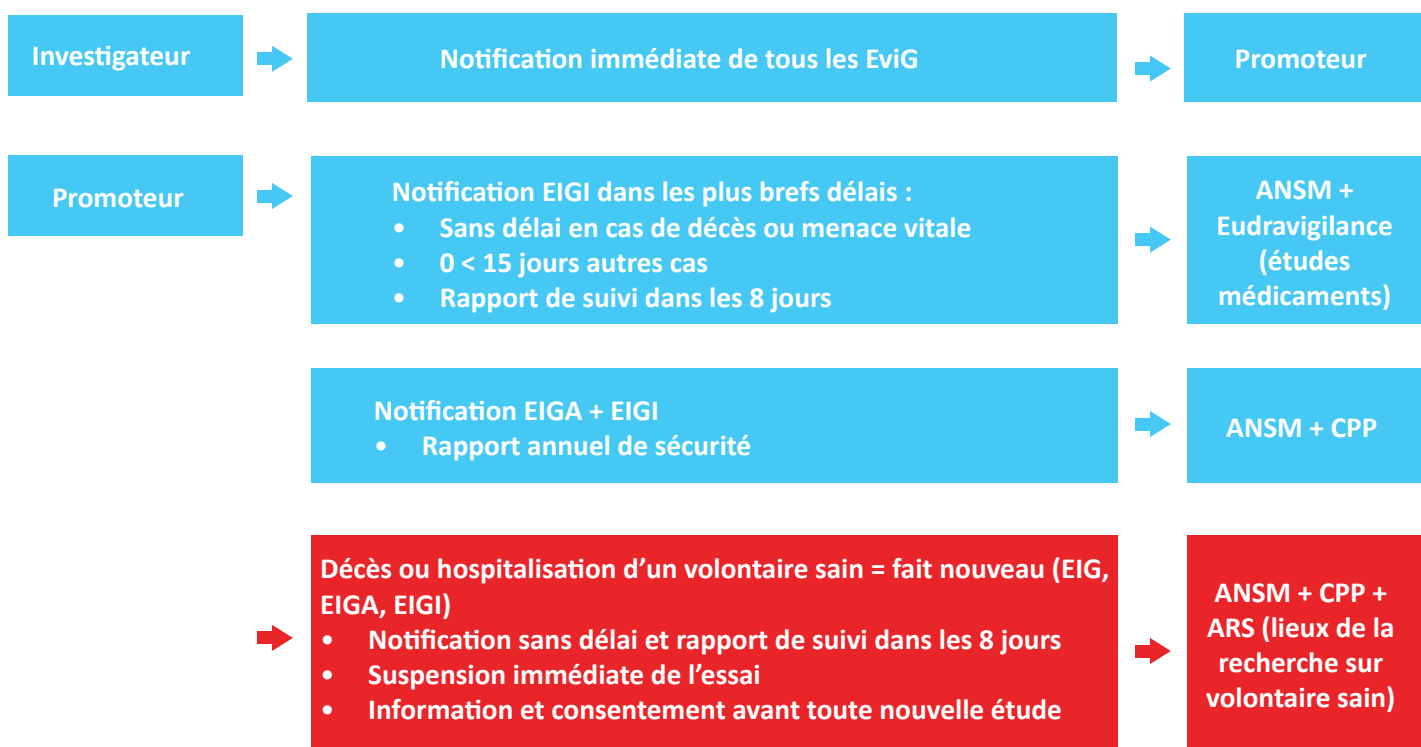 Investigateur
Notification immédiate de tous les EviG
Promoteur
Promoteur
Notification EIGI dans les plus brefs délais :
• Sans délai en cas de décès ou menace vitale
• 0 < 15 jours autres cas
• Rapport de suivi dans les 8 jours
ANSM +
Eudravigilance
(études
médicaments)
Notification EIGA + EIGI
• Rapport annuel de sécurité
ANSM + CPP
Décès ou hospitalisation d’un volontaire sain = fait nouveau (EIG,
EIGA, EIGI)
• Notification sans délai et rapport de suivi dans les 8 jours
• Suspension immédiate de l’essai
• Information et consentement avant toute nouvelle étude
ANSM + CPP +
ARS (lieux de la
recherche sur
volontaire sain)